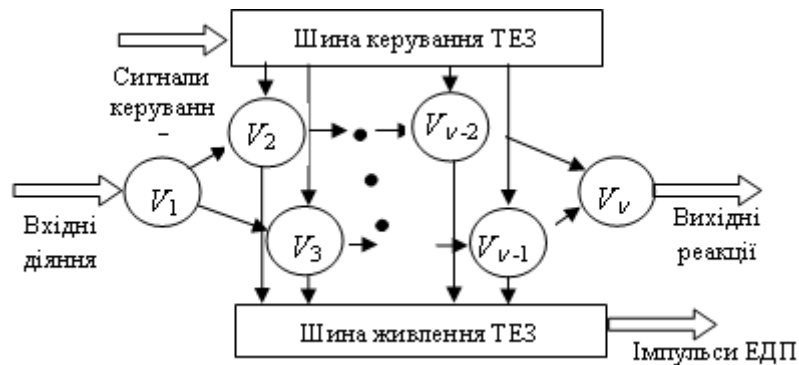 Шина керування ТЕЗ
Сигнали
керуванн
V2
Vν-2
V1
Vν
Вхідні
діяння
V3
Vν-1
Вихідні
реакції
Шина живлення ТЕЗ
Імпульси ЕДП